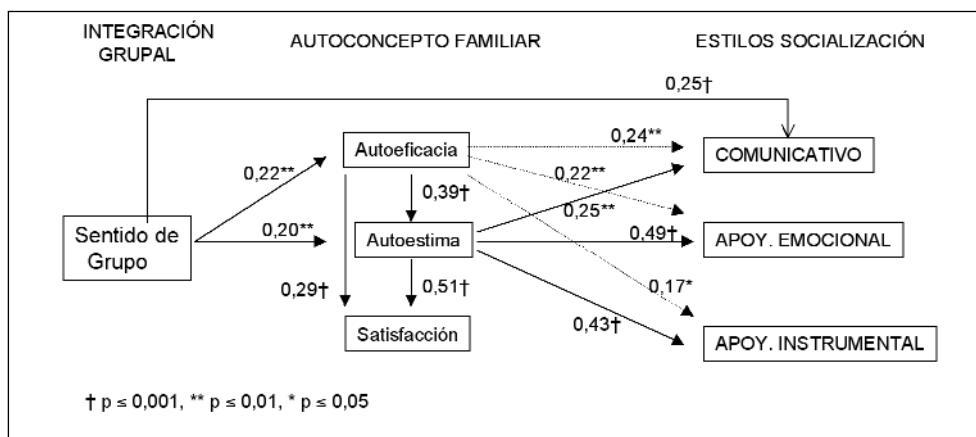 INTEGRACIÓN
GRUPAL
AUTOCONCEPTO FAMILIAR
ESTILOS SOCIALIZACIÓN
0,25†
Autoeficacia
0,24**
COMUNICATIVO
0,22**
0,22**
0,39†
0,25**
Sentido de
Grupo
0,20**
Autoestima
0,49†
APOY. EMOCIONAL
0,29†
0,51†
0,17*
0,43†
Satisfacción
APOY. INSTRUMENTAL
† p ≤ 0,001, ** p ≤ 0,01, * p ≤ 0,05